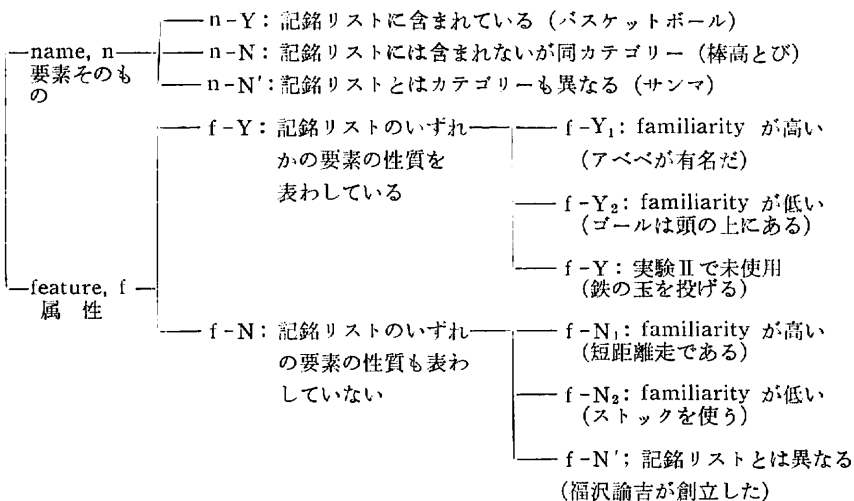 n-Y: 記銘リストに含まれている (バスケットボール)
name, n
n-N: 記銘リストには含まれないが同カテゴリー (棒高とび)
要素そのも
の
n-N': 記銘リストとはカテゴリーも異なる (サンマ)
f-Y: 記銘リストのいずれ
かの要素の性質を
表わしている
f-Y₁: familiarity が高い
(アベベが有名だ)
f-Y₂: familiarity が低い
(ゴールは頭の上にある)
f-Y: 実験Ⅱで未使用
(鉄の玉を投げる)
feature, f
属 性
f-N: 記銘リストのいずれ
の要素の性質も表わ
していない
f-N₁: familiarity が高い
(短距離走である)
f-N₂: familiarity が低い
(ストックを使う)
f-N'; 記銘リストとは異なる
(福沢諭吉が創立した)